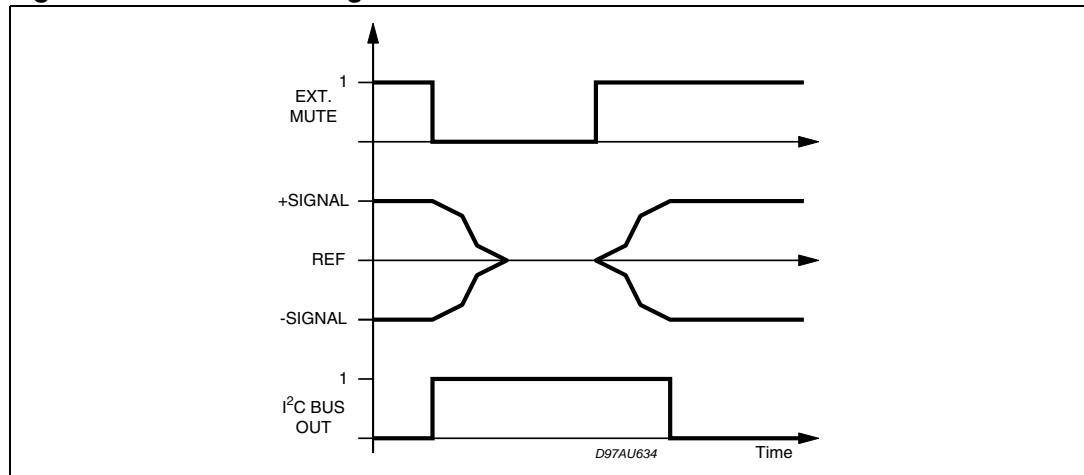 1
EXT.
MUTE
+SIGNAL
REF
-SIGNAL
1
I²C BUS
OUT
D97AU634
Time